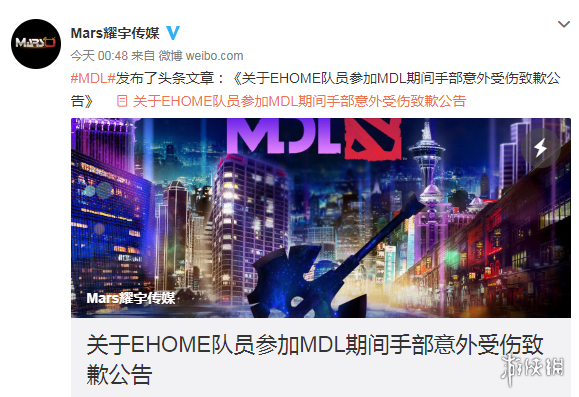 MARS
Mars耀宇传媒
今天 00:48 来自 微博 weibo.com
#MDL#发布了头条文章：《关于EHOME队员参加MDL期间手部意外受伤致歉公
告》 关于EHOME队员参加MDL期间手部意外受伤致歉公告
MDL
Mars耀宇传媒
关于EHOME队员参加MDL期间手部意外受伤致
歉公告
游侠网